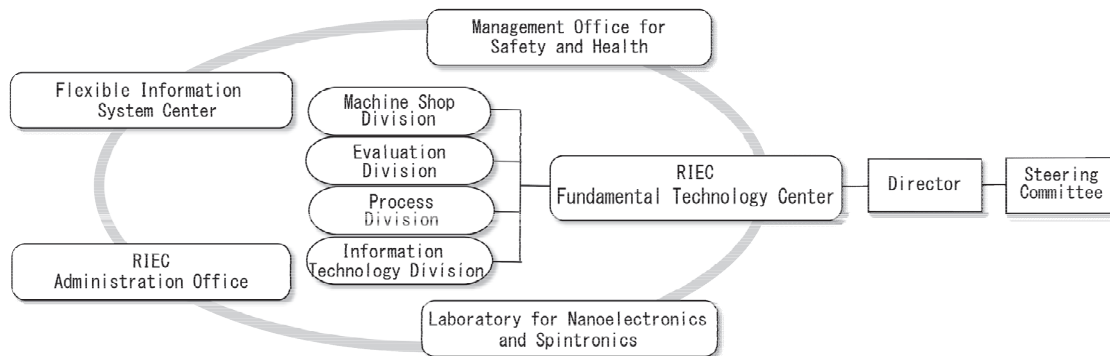 Management Office for
Safety and Health
Flexible Information
System Center
Machine Shop
Division
Evaluation
Division
Process
Division
Information
Technology Division
RIEC
Fundamental Technology Center
Director
Steering
Committee
RIEC
Administration Office
Laboratory for Nanoelectronics
and Spintronics